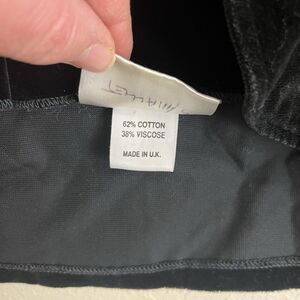 62% COTTON
38% VISCOSE
MADE IN U.K.